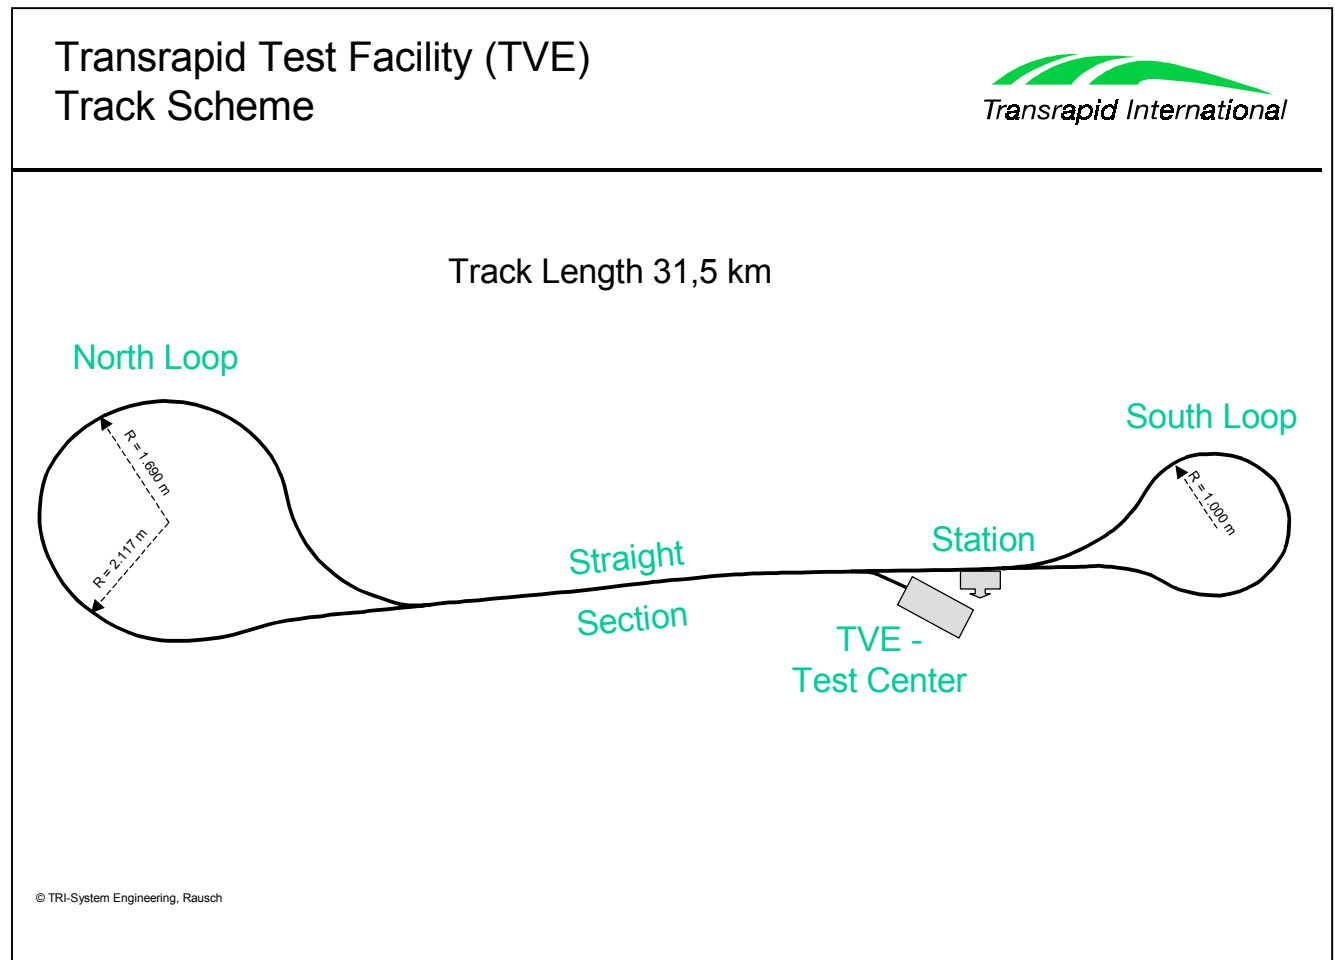 Transrapid Test Facility (TVE)
Track Scheme
Transrapid International
Track Length 31,5 km
North Loop
South Loop
R = 1.690 m
R = 2.117 m
R = 1.000 m
Straight
Section
Station
TVE -
Test Center
© TRI-System Engineering, Rausch